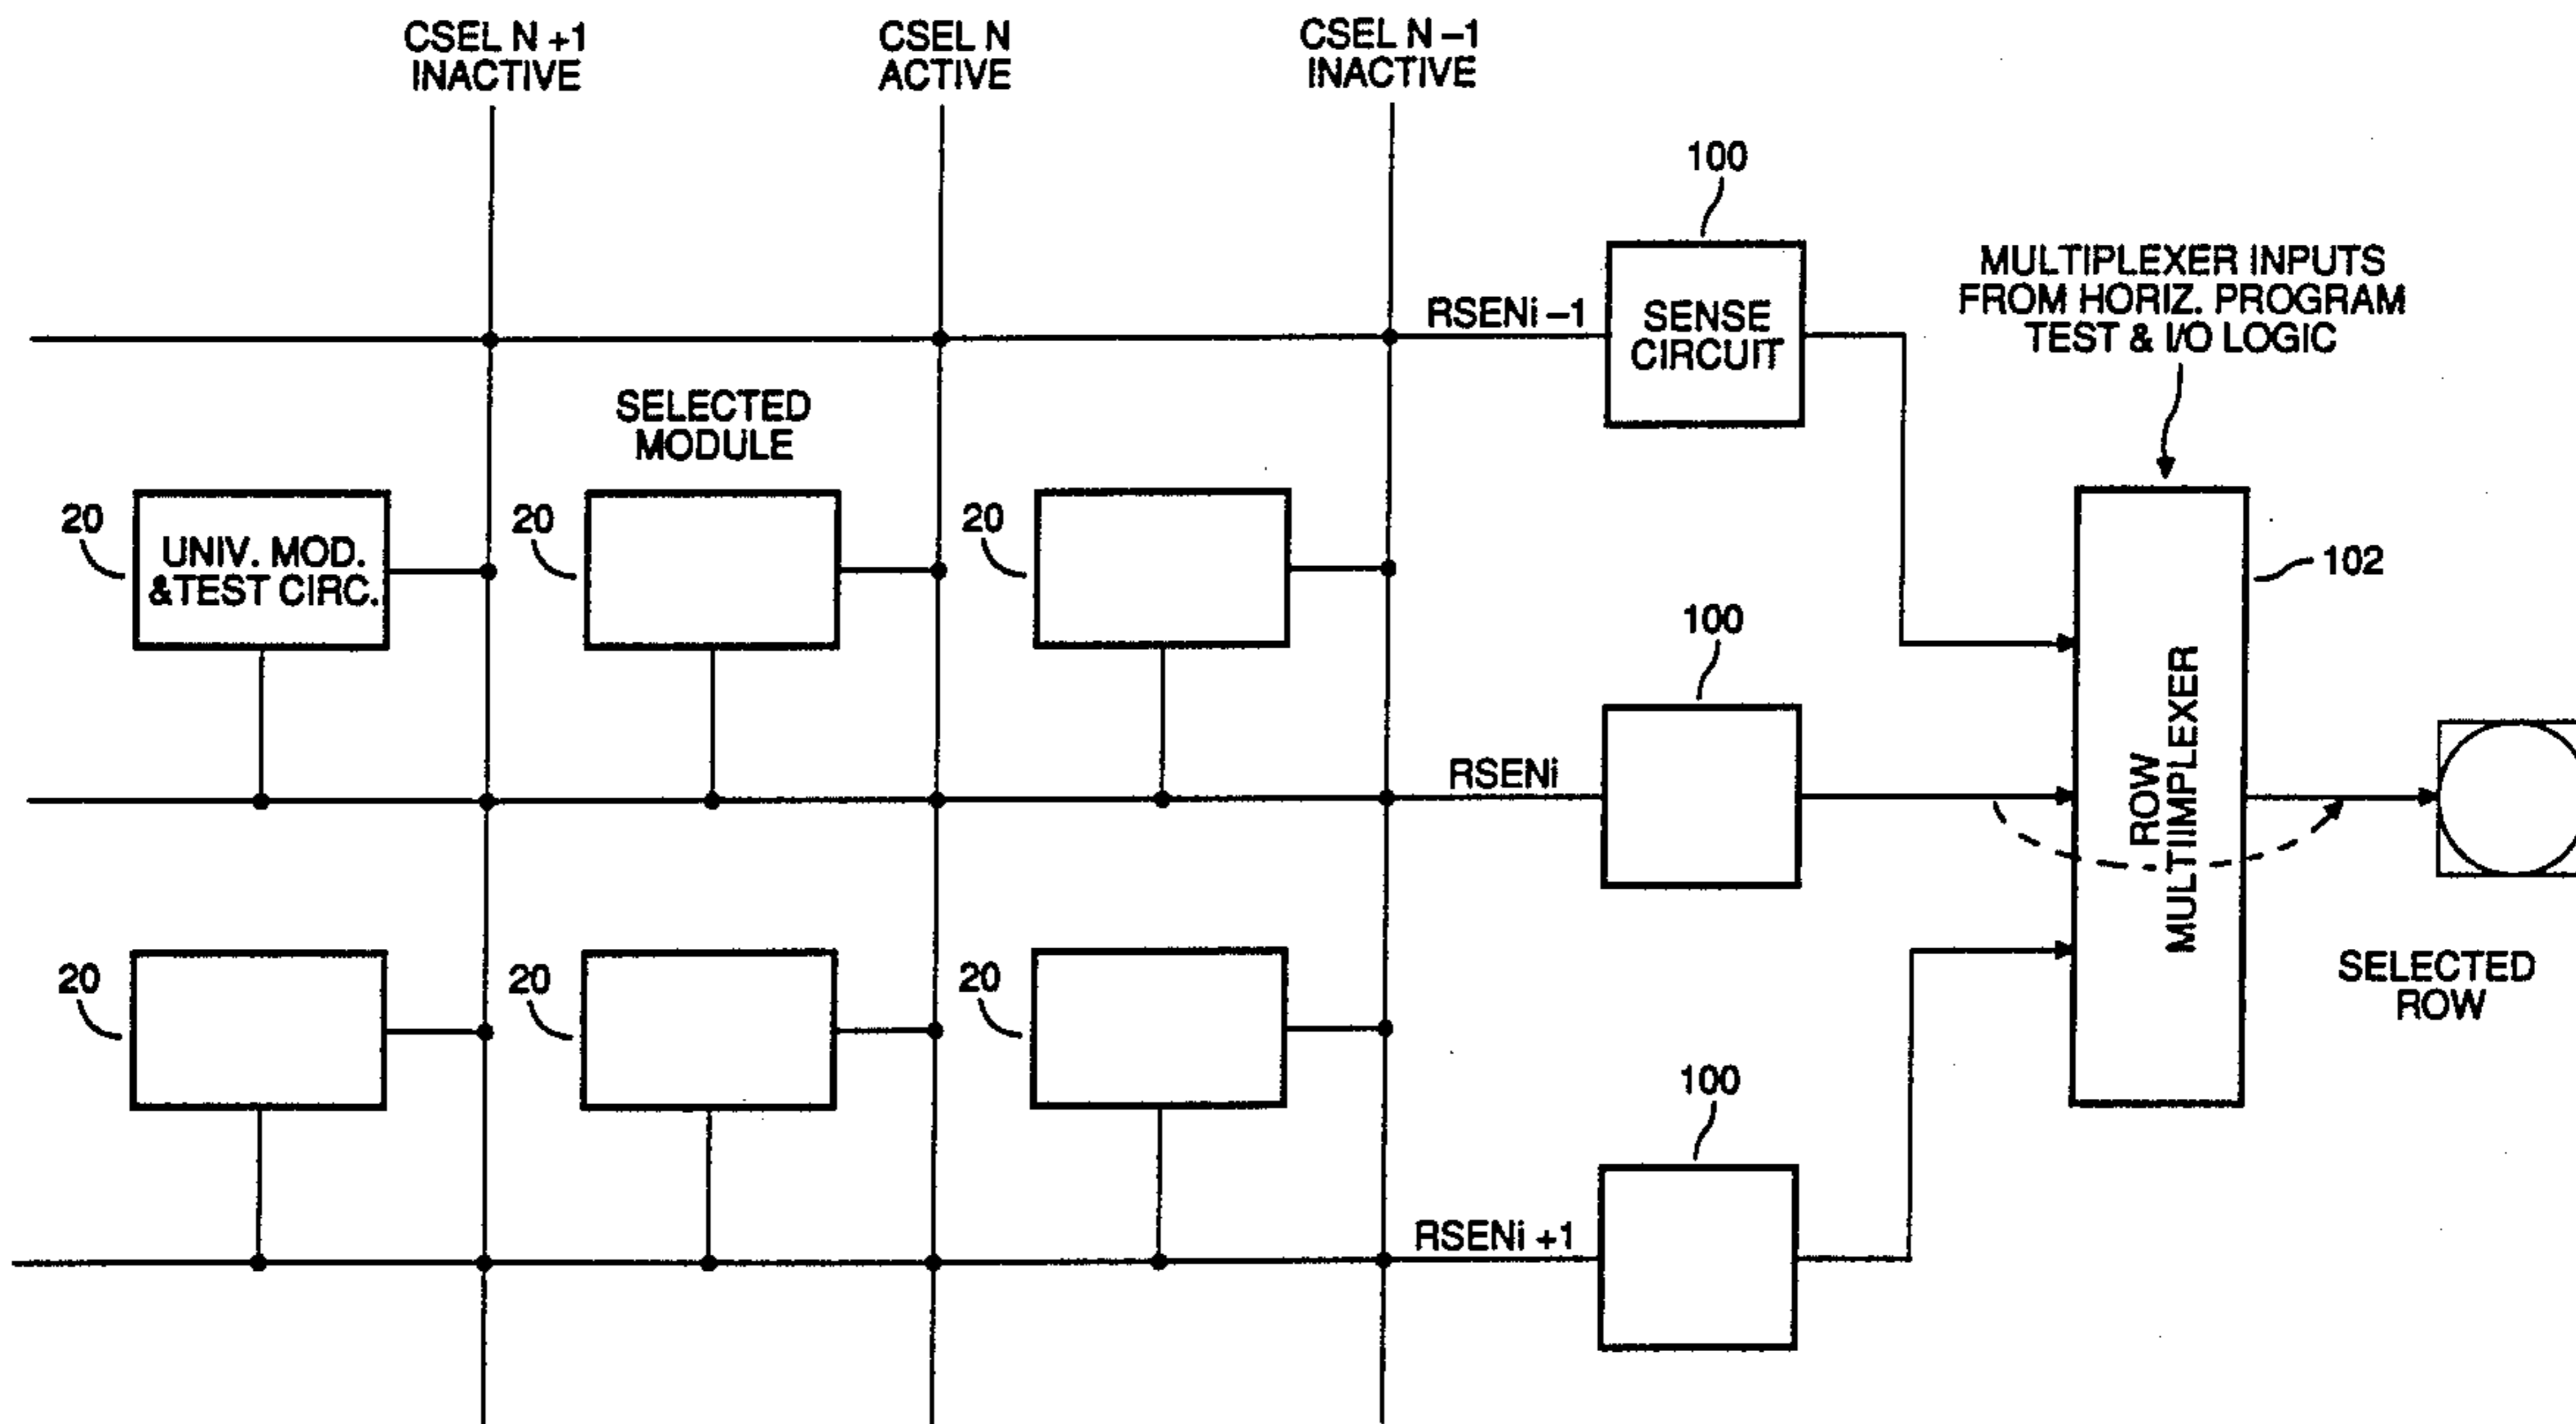 CSEL N +1
INACTIVE
CSEL N
ACTIVE
CSEL N –1
INACTIVE
100
MULTIPLEXER INPUTS
FROM HORIZ. PROGRAM
TEST & I/O LOGIC
RSENi –1
SENSE
CIRCUIT
SELECTED
MODULE
20
UNIV. MOD.
&TEST CIRC.
20
20
102
100
ROW
MULTIIMPLEXER
RSENi
20
20
20
SELECTED
ROW
100
RSENi +1